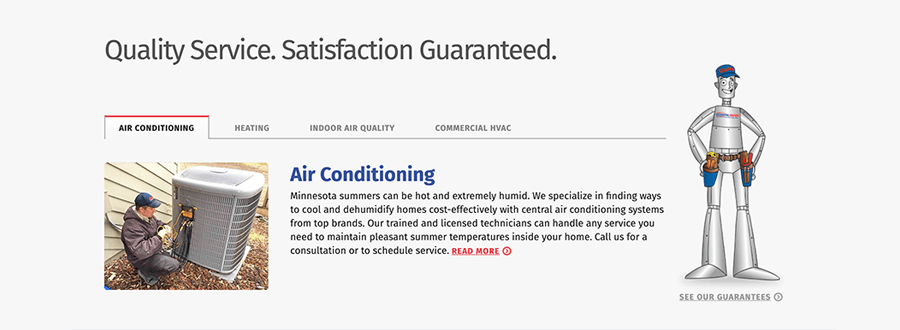 Quality Service. Satisfaction Guaranteed.
AIR CONDITIONING
HEATING
INDOOR AIR QUALITY
COMMERCIAL HVAC
Air Conditioning
Minnesota summers can be hot and extremely humid. We specialize in finding ways
to cool and dehumidify homes cost-effectively with central air conditioning systems
from top brands. Our trained and licensed technicians can handle any service you
need to maintain pleasant summer temperatures inside your home. Call us for a
consultation or to schedule service. READ MORE
SEE OUR GUARANTEES